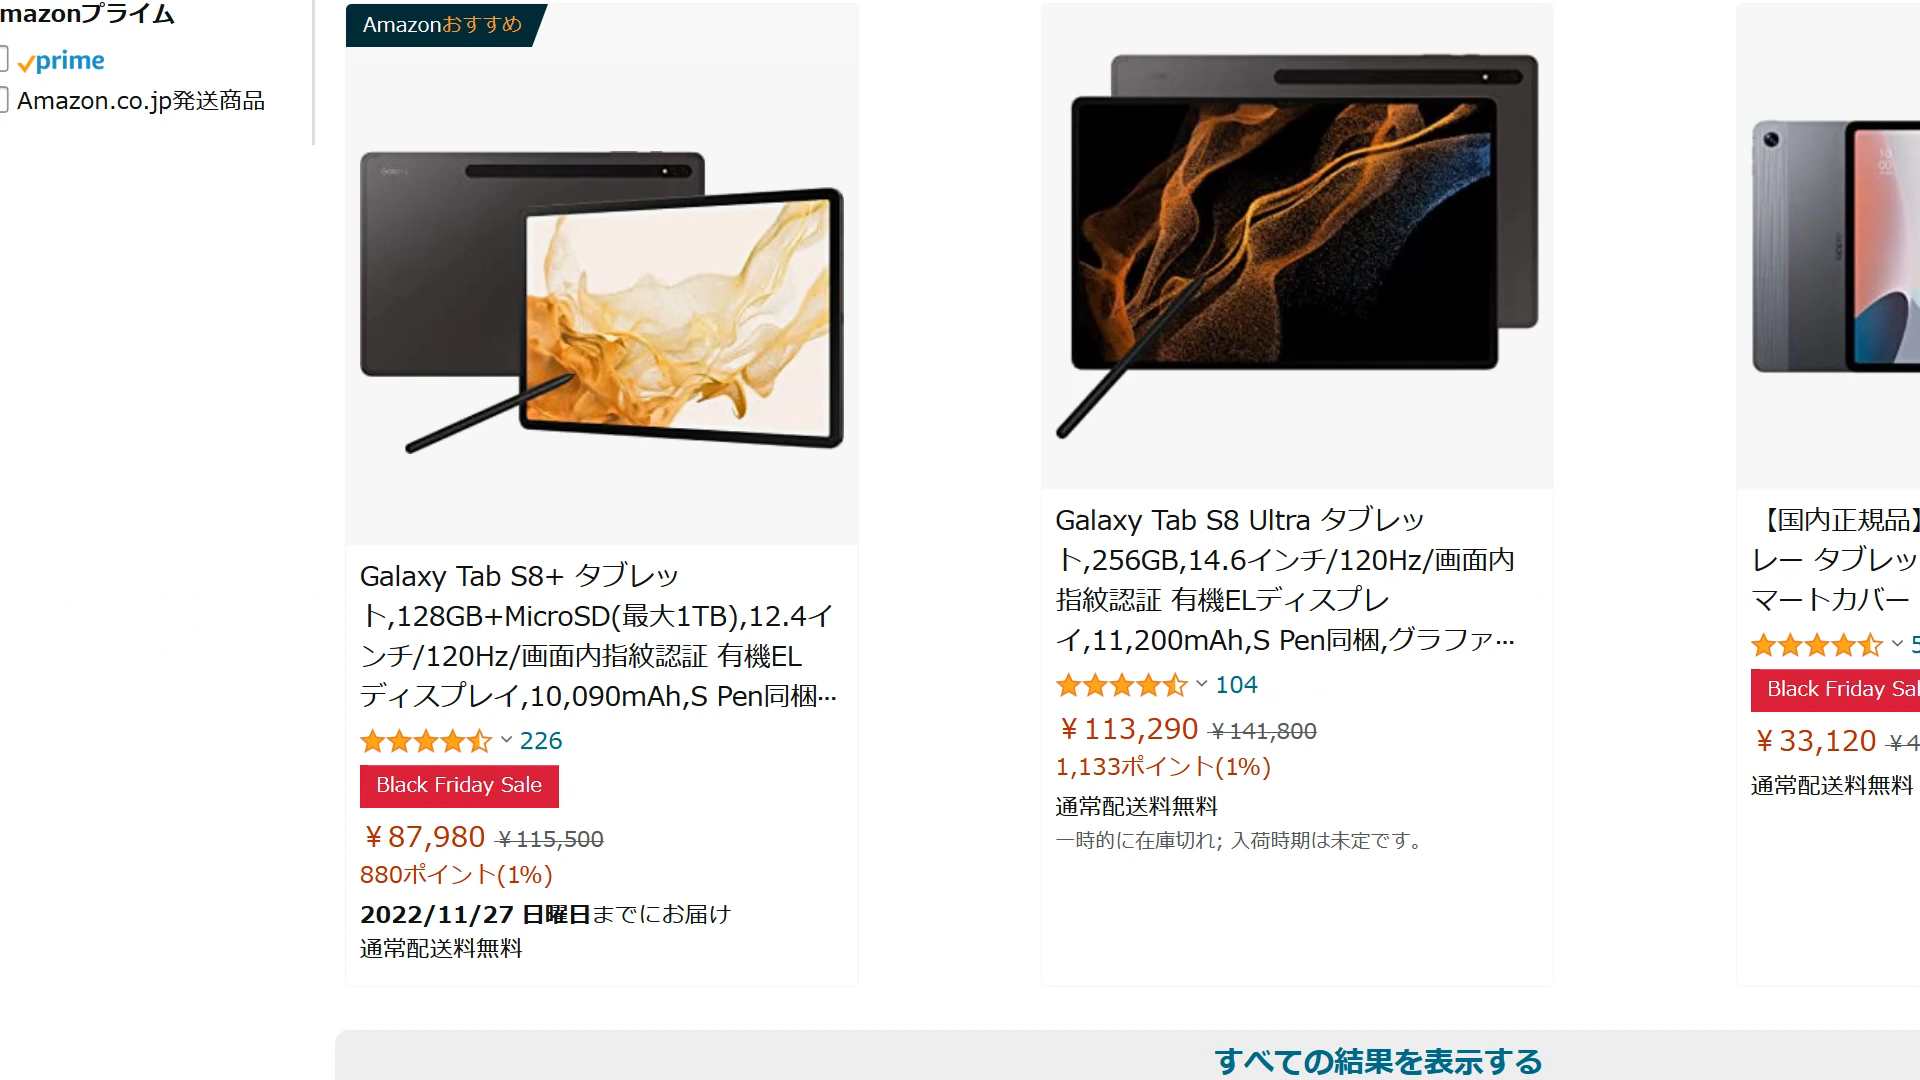 mazonプライム
prime
Amazon.co.jp発送商品
Amazonおすすめ
Galaxy Tab S8+ タブレッ
ト,128GB+MicroSD(最大1TB),12.4イ
ンチ/120Hz/画面内指紋認証 有機EL
ディスプレイ,10,090mAh,S Pen同梱…
226
Black Friday Sale
￥87,980 ￥115,500
880ポイント(1%)
2022/11/27 日曜日までにお届け
通常配送料無料
Galaxy Tab S8 Ultra タブレッ
ト,256GB,14.6インチ/120Hz/画面内
指紋認証 有機ELディスプレ
イ,11,200mAh,S Pen同梱,グラファ…
104
￥113,290 ￥141,800
1,133ポイント(1%)
通常配送料無料
一時的に在庫切れ; 入荷時期は未定です。
【国内正規品】
レー タブレッ
マートカバー
5
Black Friday Sal
￥33,120 ￥4
通常配送料無料
すべての結果を表示する